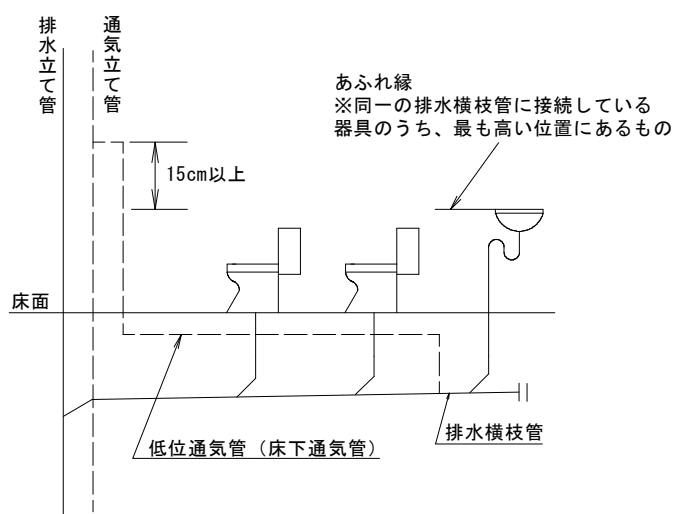 排水立て管
通気立て管
あふれ縁
※同一の排水横枝管に接続している
器具のうち、最も高い位置にあるもの
15cm以上
床面
低位通気管（床下通気管）
排水横枝管